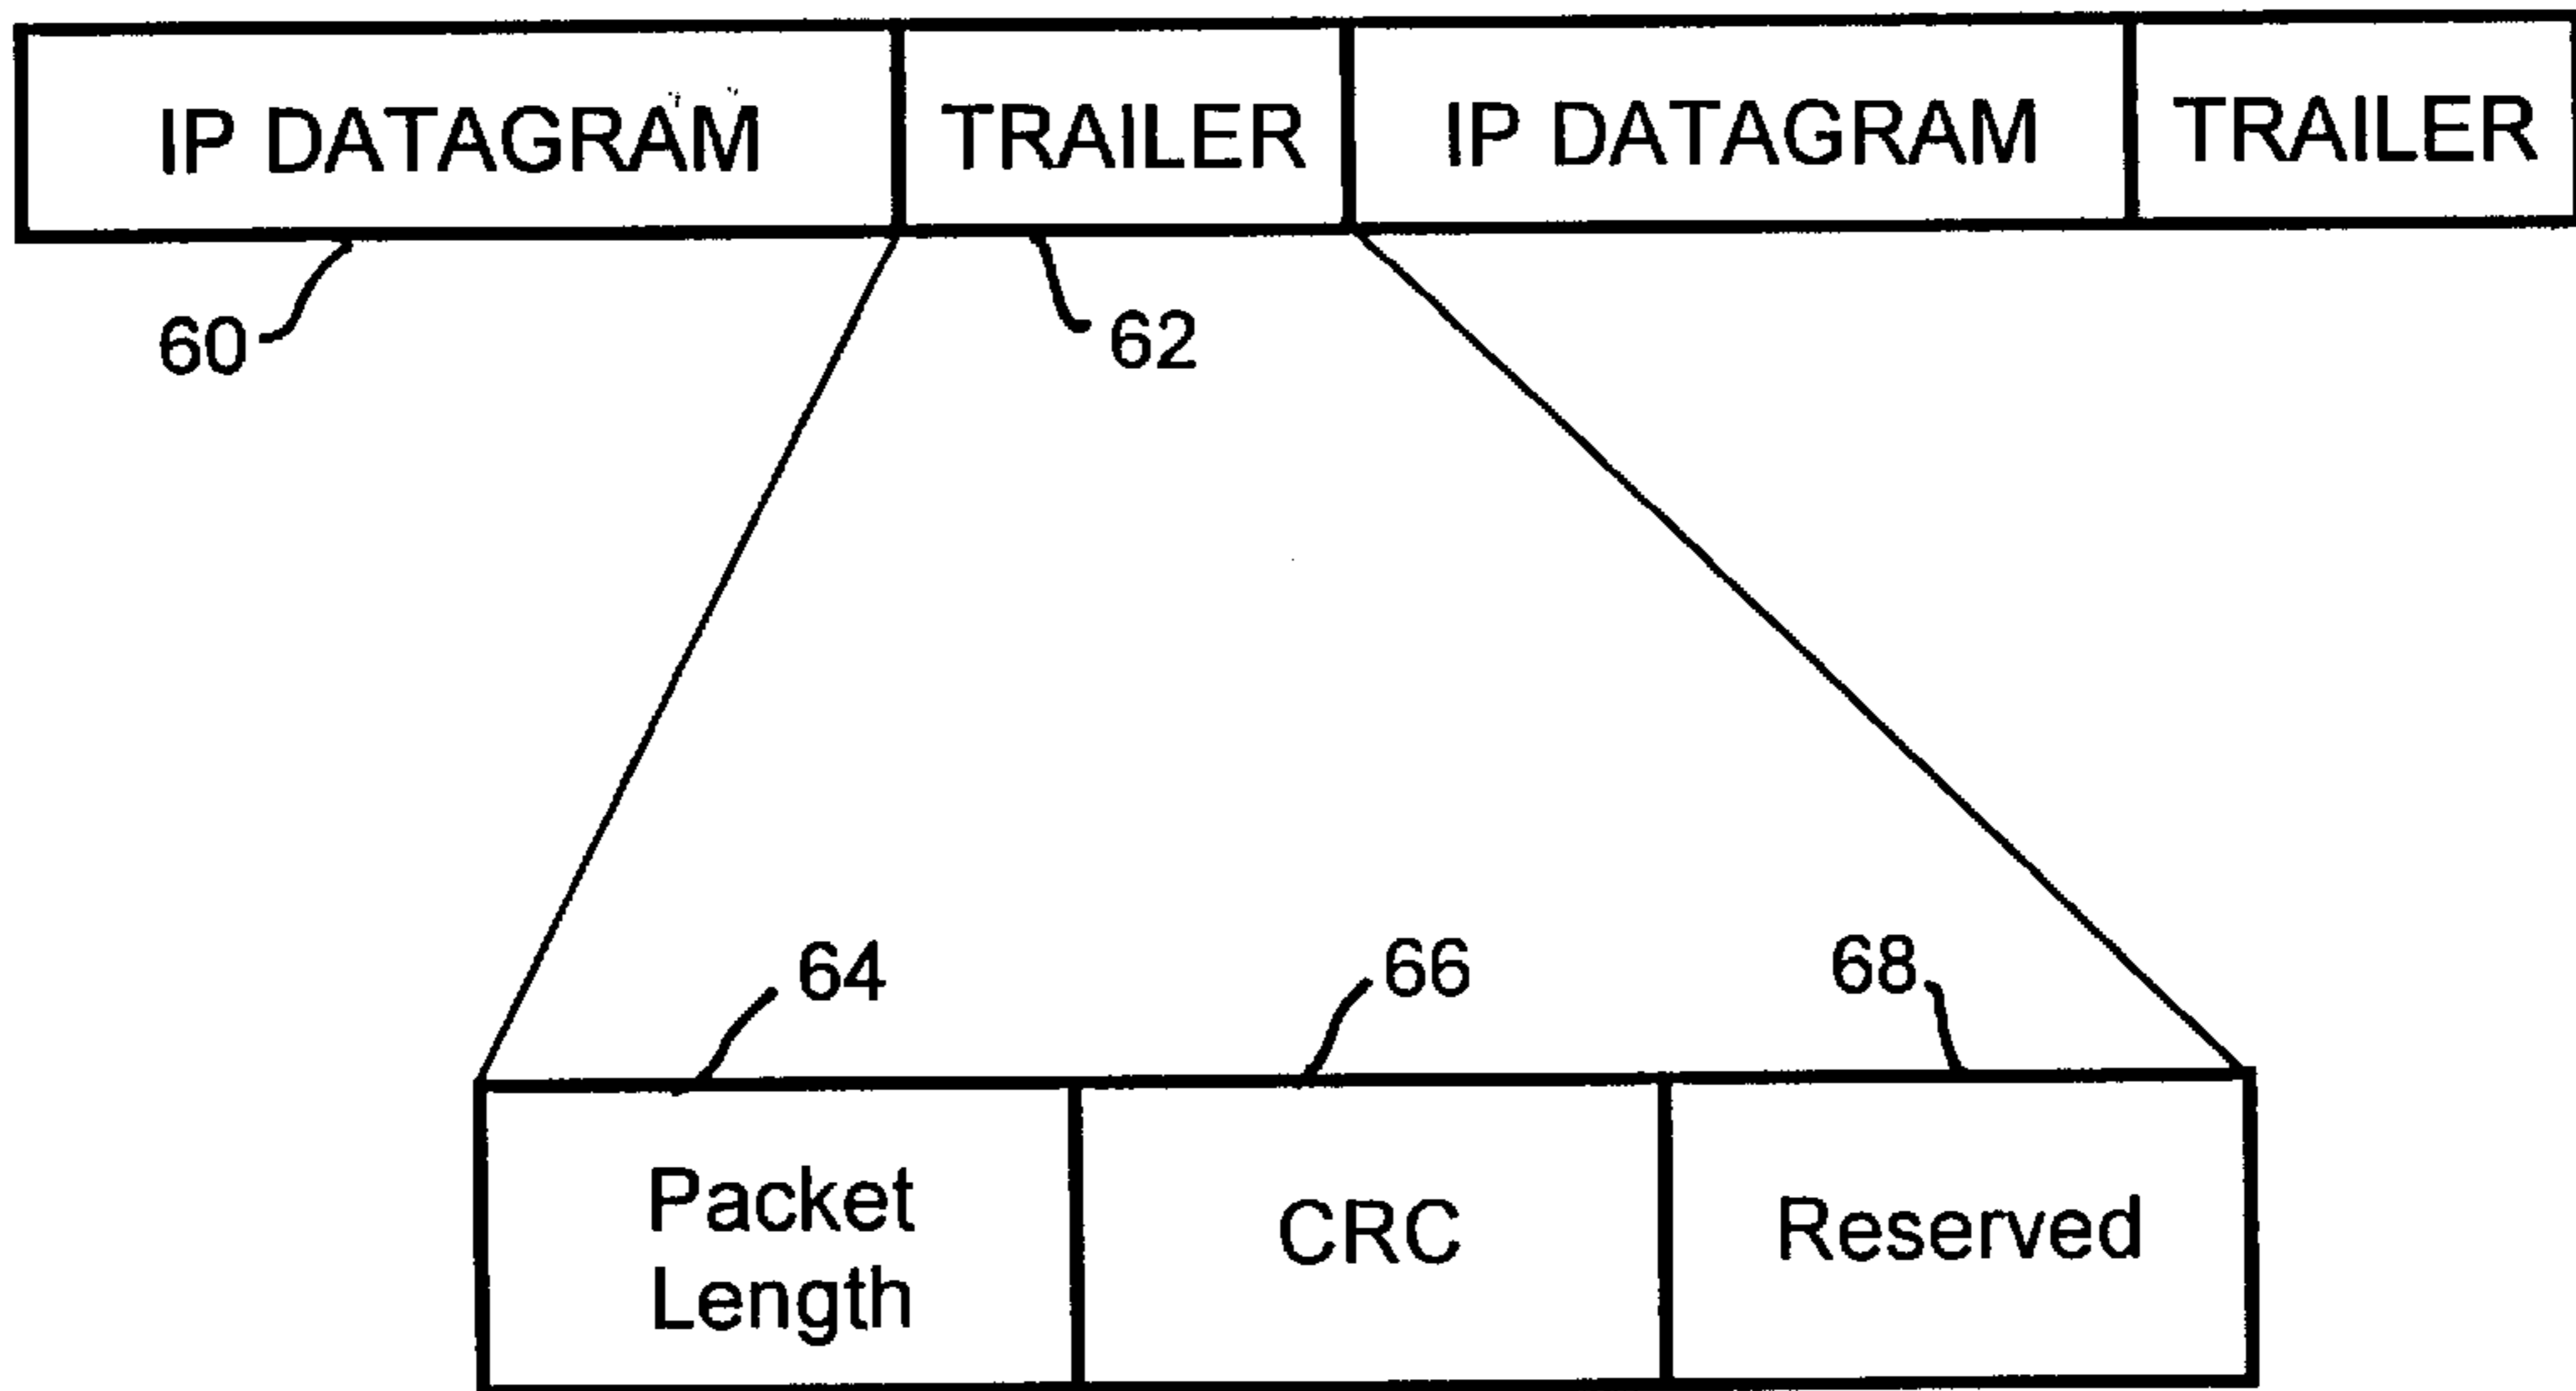 IP DATAGRAM TRAILER IP DATAGRAM TRAILER
60 62
64 66 68
Packet Length CRC Reserved